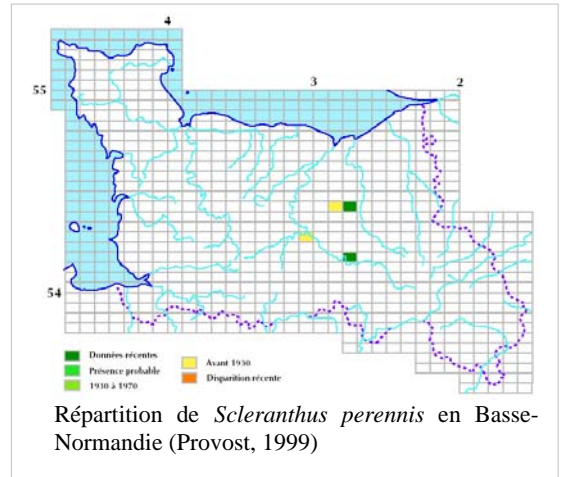 4
3
2
55
54
Données récentes
Présence probable
1930 à 1970
Avant 1930
Disparition récente
Répartition de Scleranthus perennis en Basse-
Normandie (Provost, 1999)